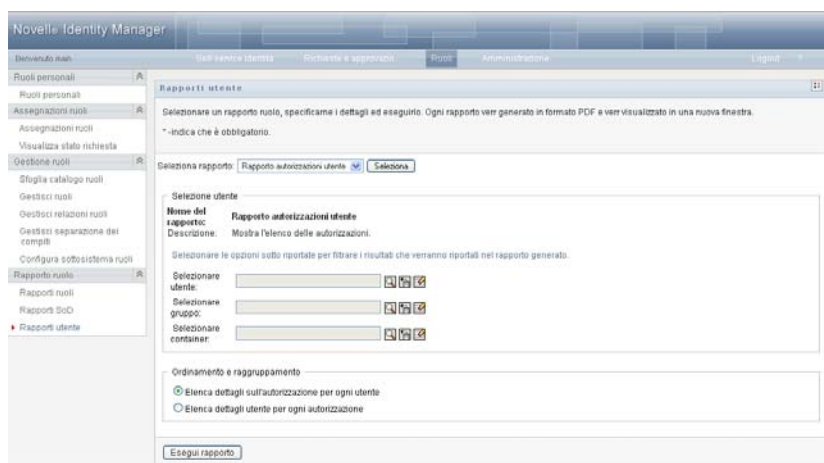 Novell® Identity Manager
Benvenuto main
Self-service identità Richieste e approvazio Ruoli Amministrazione Logout ?
Ruoli personali
Ruoli personali
Assegnazioni ruoli
Assegnazioni ruoli
Visualizza stato richiesta
Gestione ruoli
Sfoglia catalogo ruoli
Gestisci ruoli
Gestisci relazioni ruoli
Gestisci separazione dei
compiti
Configura sottosistema ruoli
Rapporto ruolo
Rapporti ruoli
Rapporti SoD
Rapporti utente
Rapporti utente
Selezionare un rapporto ruolo, specificarne i dettagli ed eseguirlo. Ogni rapporto verr generato in formato PDF e verr visualizzato in una nuova finestra.
* -indica che è obbligatorio.
Seleziona rapporto: Rapporto autorizzazioni utente Seleziona
Selezione utente
Nome del
rapporto: Rapporto autorizzazioni utente
Descrizione: Mostra l'elenco delle autorizzazioni.
Selezionare le opzioni sotto riportate per filtrare i risultati che verranno riportati nel rapporto generato.
Selezionare
utente:
Selezionare
gruppo:
Selezionare
container:
Ordinamento e raggruppamento
Elenca dettagli sull'autorizzazione per ogni utente
Elenca dettagli utente per ogni autorizzazione
Esegui rapporto